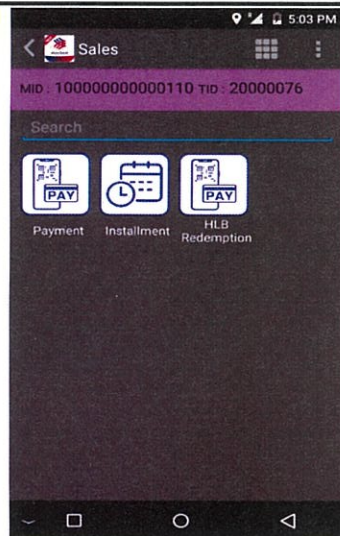 5:03 PM
Sales
MID : 100000000000110 TID : 20000076
Search
PAY
PAY
Payment
Installment
HLB
Redemption